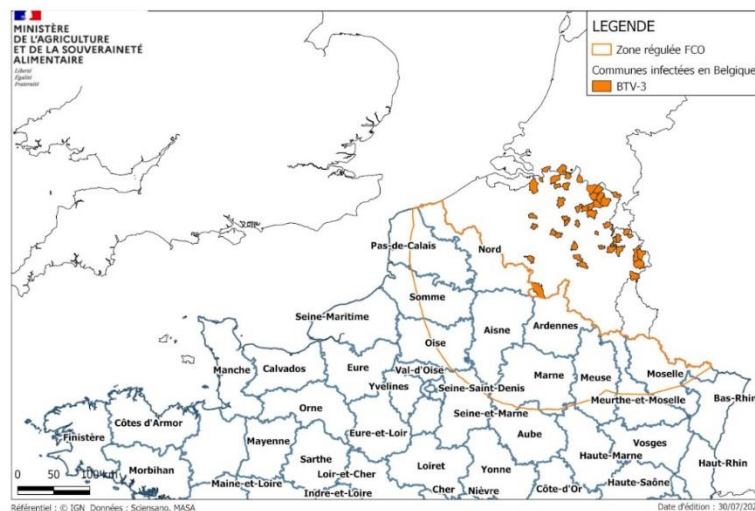 MINISTÈRE
DE L'AGRICULTURE
ET DE LA SOUVERAINETÉ
ALIMENTAIRE
Liberté
Égalité
Fraternité
LEGENDE
Zone régulée FCO
Communes infectées en Belgique
BTV-3
Pas-de-Calais
Nord
Somme
Seine-Maritime
Aisne
Ardennes
Oise
Manche
Calvados
Eure
Val-d'Oise
Marne
Meuse
Moselle
Yvelines
Seine-Saint-Denis
Meurthe-et-Moselle
Bas-Rhin
Orne
Seine-et-Marne
Côtes d'Armor
Eure-et-Loir
Aube
Finistère
Mayenne
Vosges
Sarthe
Haute-Marne
Morbihan
Loir-et-Cher
Loiret
Yonne
Haut-Rhin
Maine-et-Loire
Indre-et-Loire
Cher
Nièvre
Côte-d'Or
Haute-Saône
0 50 100 km
Référentiel : © IGN Données : Sciensano, MASA
Date d'édition : 30/07/202